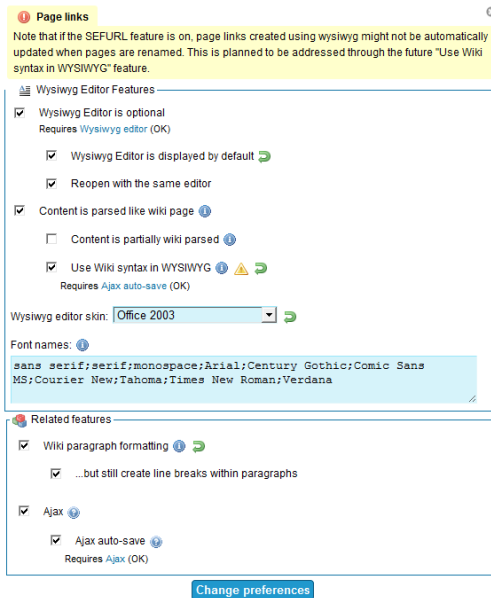 Page links
Note that if the SEFURL feature is on, page links created using wysiwyg might not be automatically
updated when pages are renamed. This is planned to be addressed through the future "Use Wiki
syntax in WYSIWYG" feature.
Wysiwyg Editor Features
Wysiwyg Editor is optional
Requires Wysiwyg editor (OK)
Wysiwyg Editor is displayed by default
Reopen with the same editor
Content is parsed like wiki page
Content is partially wiki parsed
Use Wiki syntax in WYSIWYG
Requires Ajax auto-save (OK)
Wysiwyg editor skin: Office 2003
Font names:
sans serif;serif;monospace;Arial;Century Gothic;Comic Sans
MS;Courier New;Tahoma;Times New Roman;Verdana
Related features
Wiki paragraph formatting
...but still create line breaks within paragraphs
Ajax
Ajax auto-save
Requires Ajax (OK)
Change preferences